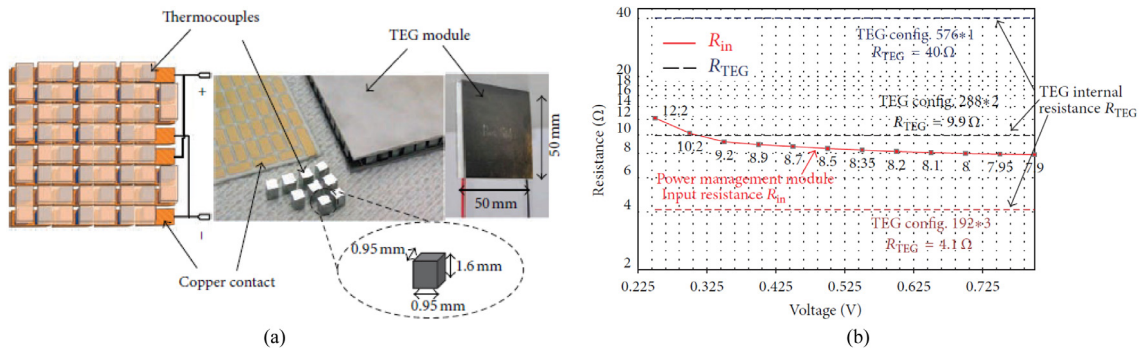 Thermocouples
TEG module
+
−
Copper contact
50 mm
50 mm
0.95 mm
1.6 mm
0.95 mm
(a)
40
20
18
16
14
12
10
8
6
4
2
Resistance (Ω)
R_in
R_TEG
TEG config. 576∗1
R_TEG = 40 Ω
TEG config. 288∗2
R_TEG = 9.9 Ω
TEG internal
resistance R_TEG
12.2
10.2
9.2
8.9
8.7
8.5
8.35
8.2
8.1
8
7.95
7.9
Power management module
Input resistance R_in
TEG config. 192∗3
R_TEG = 4.1 Ω
0.225
0.325
0.425
0.525
0.625
0.725
Voltage (V)
(b)